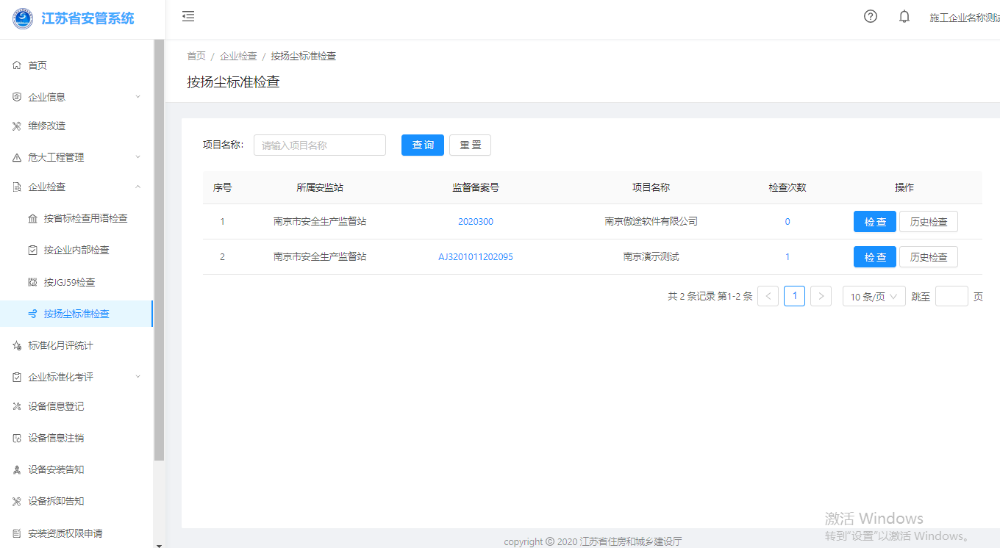 江苏省安管系统
施工企业名称测试
首页
企业信息
维修改造
危大工程管理
企业检查
按省标检查用语检查
按企业内部检查
按JGJ59检查
按扬尘标准检查
标准化月评统计
企业标准化考评
设备信息登记
设备信息注销
设备安装告知
设备拆卸告知
安装资质权限申请
首页 / 企业检查 / 按扬尘标准检查
按扬尘标准检查
项目名称: 请输入项目名称 查询 重置
序号 所属安监站 监督备案号 项目名称 检查次数 操作
1 南京市安全生产监督站 2020300 南京傲途软件有限公司 0 检查 历史检查
2 南京市安全生产监督站 AJ3201011202095 南京演示测试 1 检查 历史检查
共 2 条记录 第1-2 条 < 1 > 10 条/页 跳至 页
激活 Windows
转到“设置”以激活 Windows。
copyright © 2020 江苏省住房和城乡建设厅